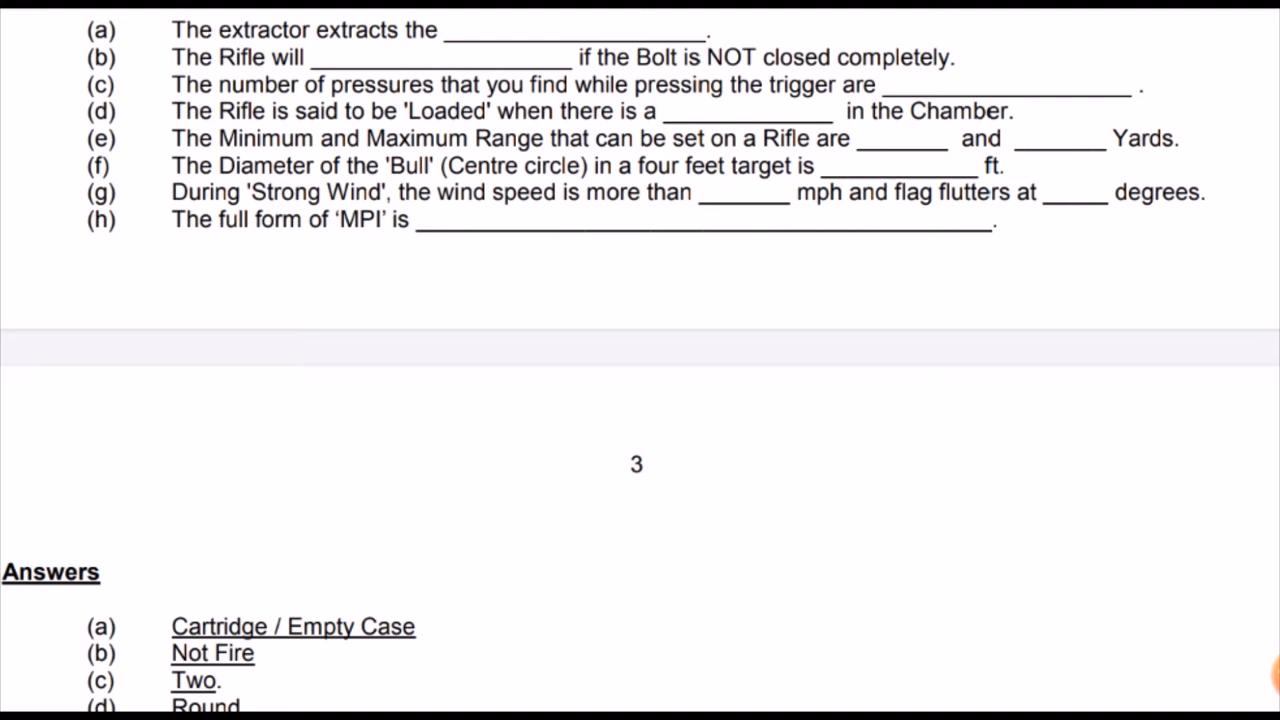 (a) The extractor extracts the ____________________.
(b) The Rifle will ____________________ if the Bolt is NOT closed completely.
(c) The number of pressures that you find while pressing the trigger are ___________________ .
(d) The Rifle is said to be 'Loaded' when there is a _____________ in the Chamber.
(e) The Minimum and Maximum Range that can be set on a Rifle are _______ and _______ Yards.
(f) The Diameter of the 'Bull' (Centre circle) in a four feet target is ____________ ft.
(g) During 'Strong Wind', the wind speed is more than _______ mph and flag flutters at _____ degrees.
(h) The full form of ‘MPI’ is ____________________________________________.
3
Answers
(a) Cartridge / Empty Case
(b) Not Fire
(c) Two.
(d) Round